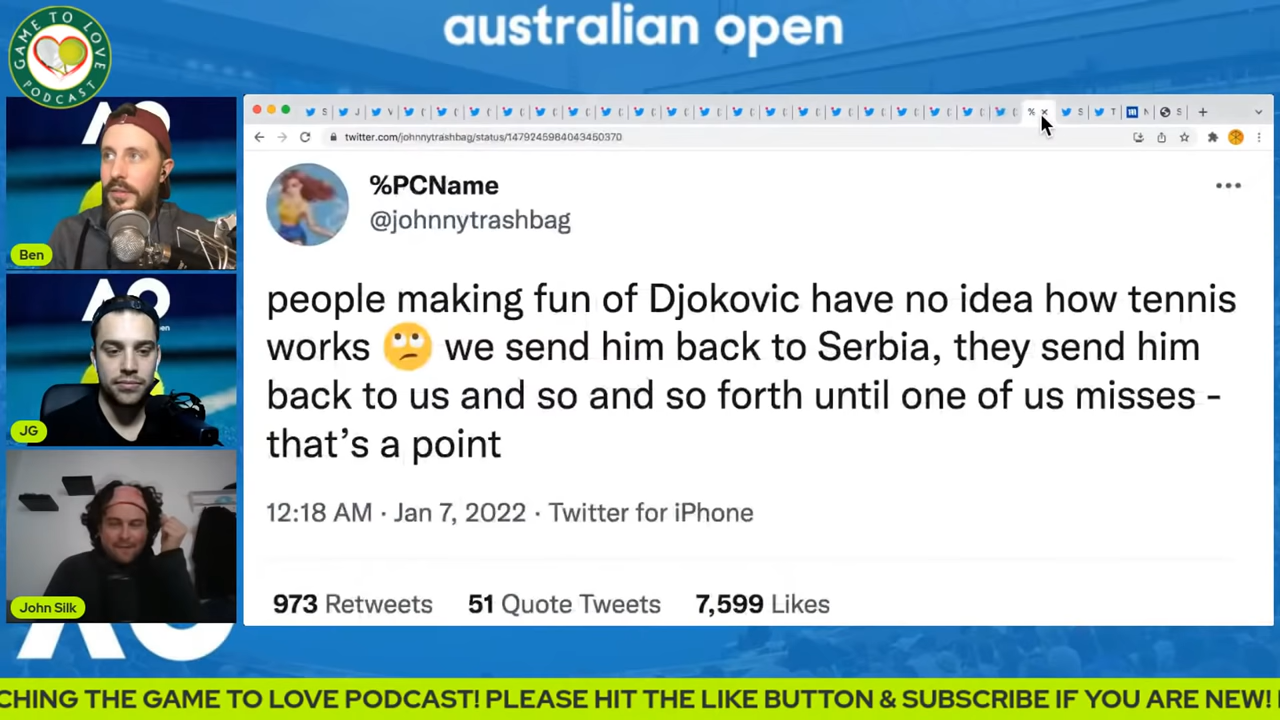 australian open
GAME TO LOVE
PODCAST
twitter.com/johnnytrashbag/status/1479245984043450370
%PCName
@johnnytrashbag
people making fun of Djokovic have no idea how tennis
works 🙄 we send him back to Serbia, they send him
back to us and so and so forth until one of us misses -
that's a point
12:18 AM · Jan 7, 2022 · Twitter for iPhone
973 Retweets 51 Quote Tweets 7,599 Likes
Ben
JG
John Silk
AO
CHING THE GAME TO LOVE PODCAST! PLEASE HIT THE LIKE BUTTON & SUBSCRIBE IF YOU ARE NEW!